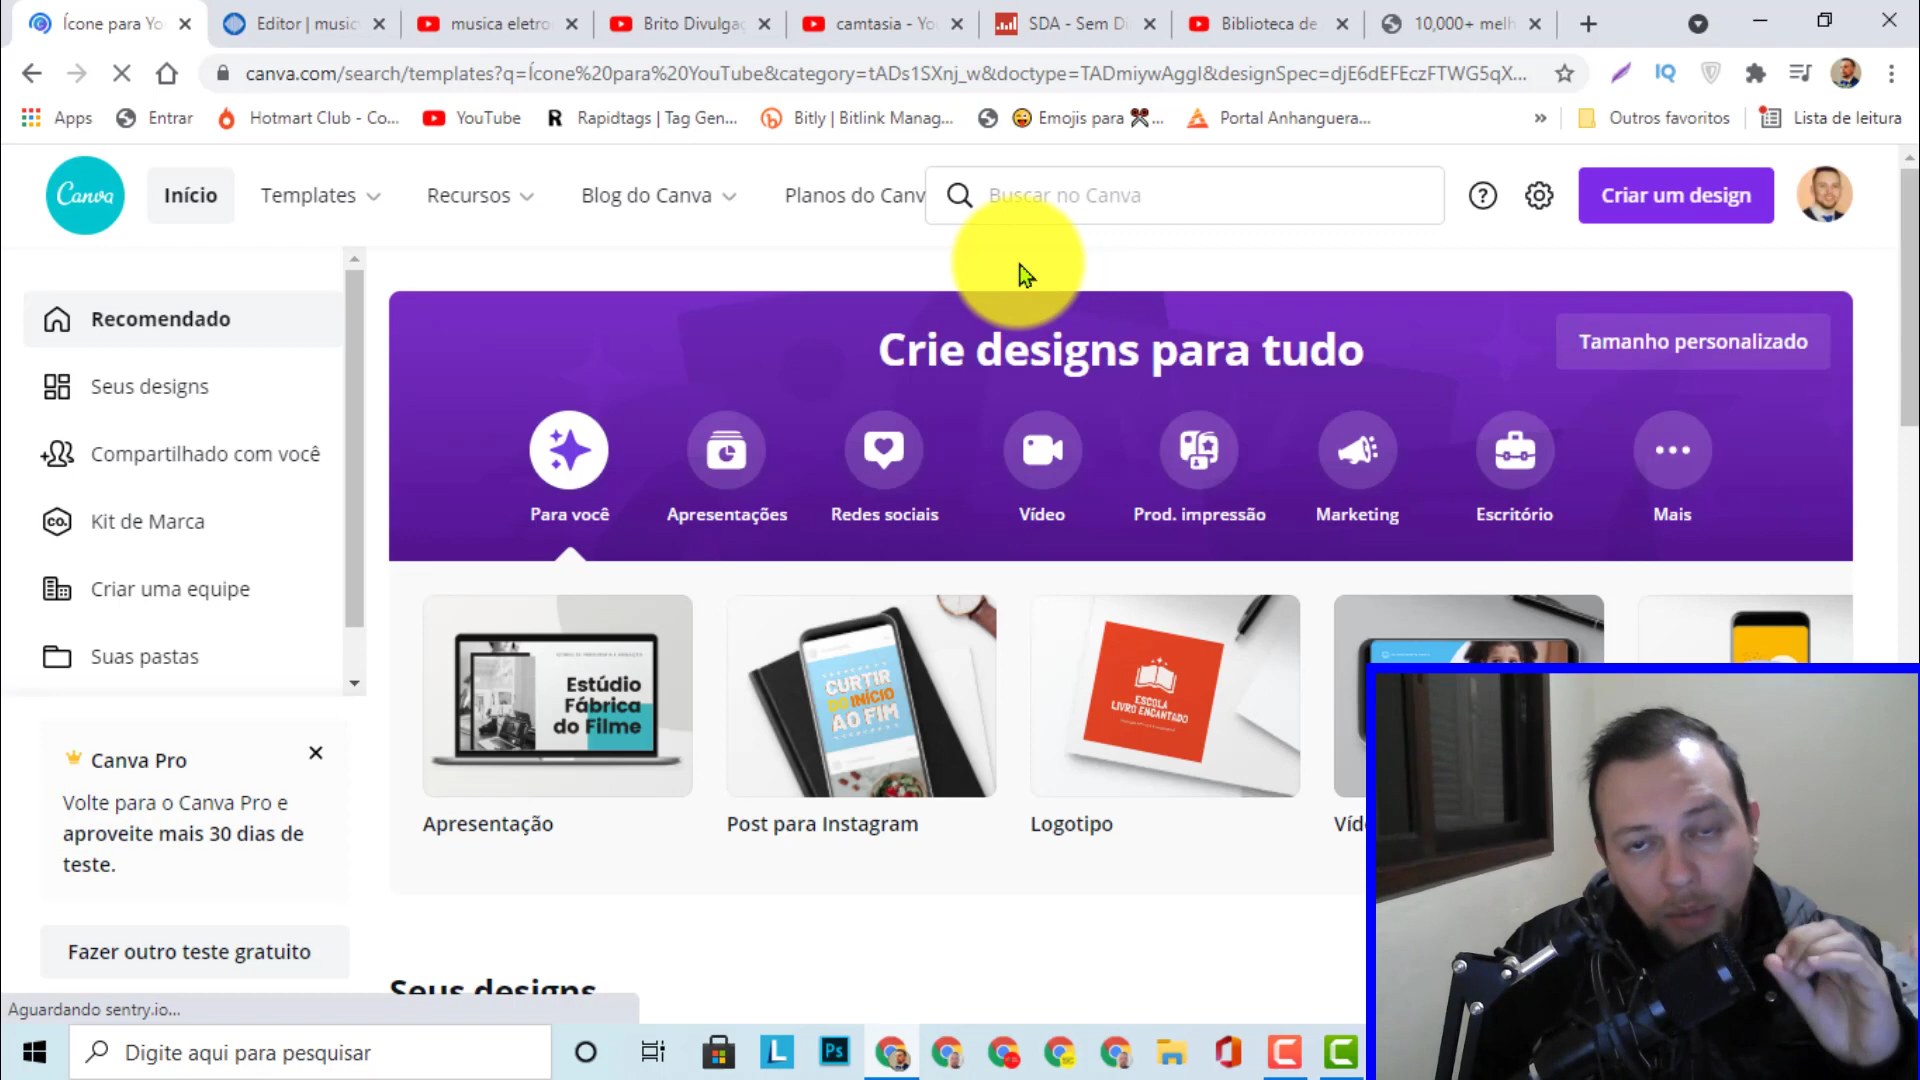 Ícone para Yo
Editor | music
musica eletro
Brito Divulgaç
camtasia - Yo
SDA - Sem Di
Biblioteca de
10,000+ melh
canva.com/search/templates?q=Ícone%20para%20YouTube&category=tADs1SXnj_w&doctype=TADmiywAggI&designSpec=djE6dEFEczFTWG5qX...
IQ
Apps
Entrar
Hotmart Club - Co...
YouTube
R
Rapidtags | Tag Gen...
Bitly | Bitlink Manag...
Emojis para ...
Portal Anhanguera...
»
Outros favoritos
Lista de leitura
Canva
Início
Templates
Recursos
Blog do Canva
Planos do Canv
Buscar no Canva
Criar um design
Recomendado
Seus designs
Compartilhado com você
CO.
Kit de Marca
Criar uma equipe
Suas pastas
Canva Pro
Volte para o Canva Pro e
aproveite mais 30 dias de
teste.
Fazer outro teste gratuito
Crie designs para tudo
Tamanho personalizado
Para você
Apresentações
Redes sociais
Vídeo
Prod. impressão
Marketing
Escritório
Mais
Estúdio
Fábrica
do Filme
CURTIR
DO INÍCIO
AO FIM
ESCOLA
LIVRO ENCANTADO
Apresentação
Post para Instagram
Logotipo
Víd
Seus designs
Aguardando sentry.io...
Digite aqui para pesquisar
L
Ps
C
C